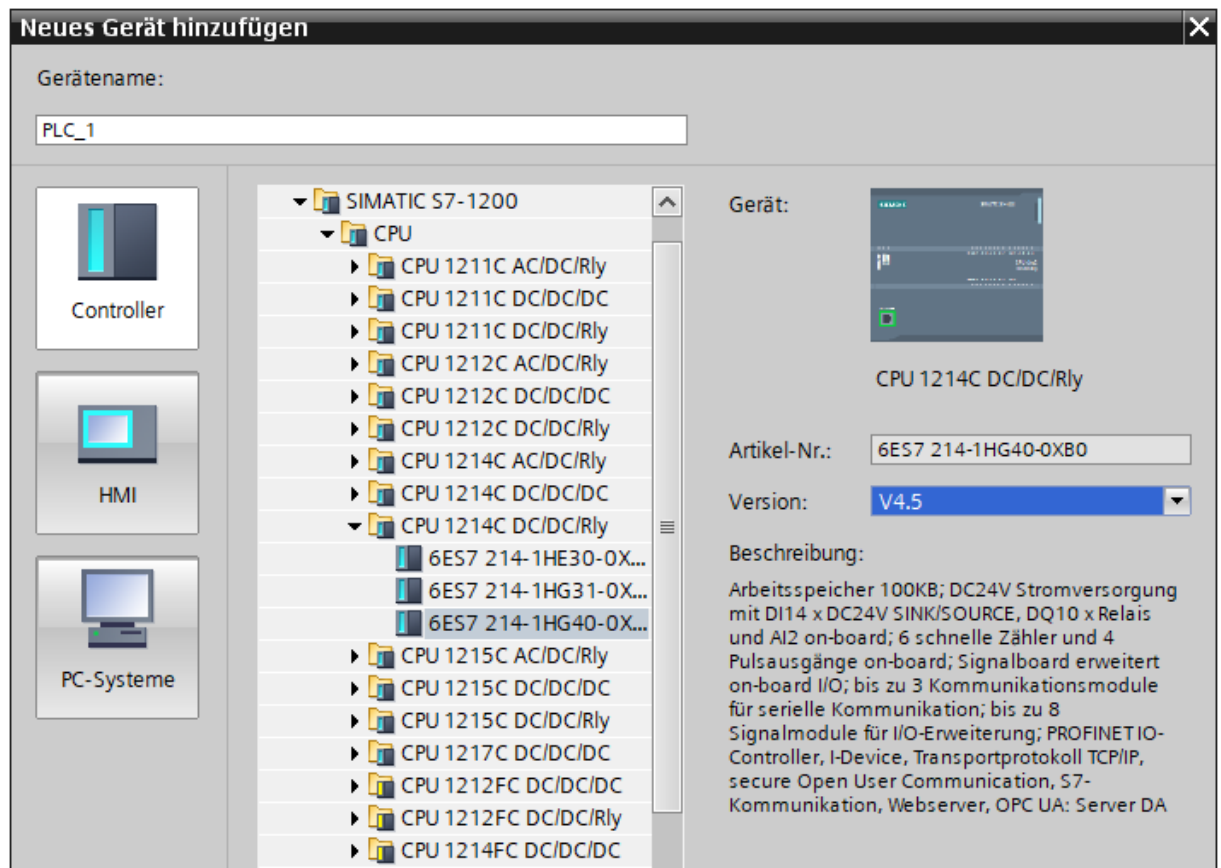 Neues Gerät hinzufügen
Gerätename:
PLC_1
Controller
HMI
PC-Systeme
SIMATIC S7-1200
CPU
CPU 1211C AC/DC/Rly
CPU 1211C DC/DC/DC
CPU 1211C DC/DC/Rly
CPU 1212C AC/DC/Rly
CPU 1212C DC/DC/DC
CPU 1212C DC/DC/Rly
CPU 1214C AC/DC/Rly
CPU 1214C DC/DC/DC
CPU 1214C DC/DC/Rly
6ES7 214-1HE30-0X...
6ES7 214-1HG31-0X...
6ES7 214-1HG40-0X...
CPU 1215C AC/DC/Rly
CPU 1215C DC/DC/DC
CPU 1215C DC/DC/Rly
CPU 1217C DC/DC/DC
CPU 1212FC DC/DC/DC
CPU 1212FC DC/DC/Rly
CPU 1214FC DC/DC/DC
Gerät:
CPU 1214C DC/DC/Rly
Artikel-Nr.: 6ES7 214-1HG40-0XB0
Version: V4.5
Beschreibung:
Arbeitsspeicher 100KB; DC24V Stromversorgung
mit DI14 x DC24V SINK/SOURCE, DQ10 x Relais
und AI2 on-board; 6 schnelle Zähler und 4
Pulsausgänge on-board; Signalboard erweitert
on-board I/O; bis zu 3 Kommunikationsmodule
für serielle Kommunikation; bis zu 8
Signalmodule für I/O-Erweiterung; PROFINET IO-
Controller, I-Device, Transportprotokoll TCP/IP,
secure Open User Communication, S7-
Kommunikation, Webserver, OPC UA: Server DA